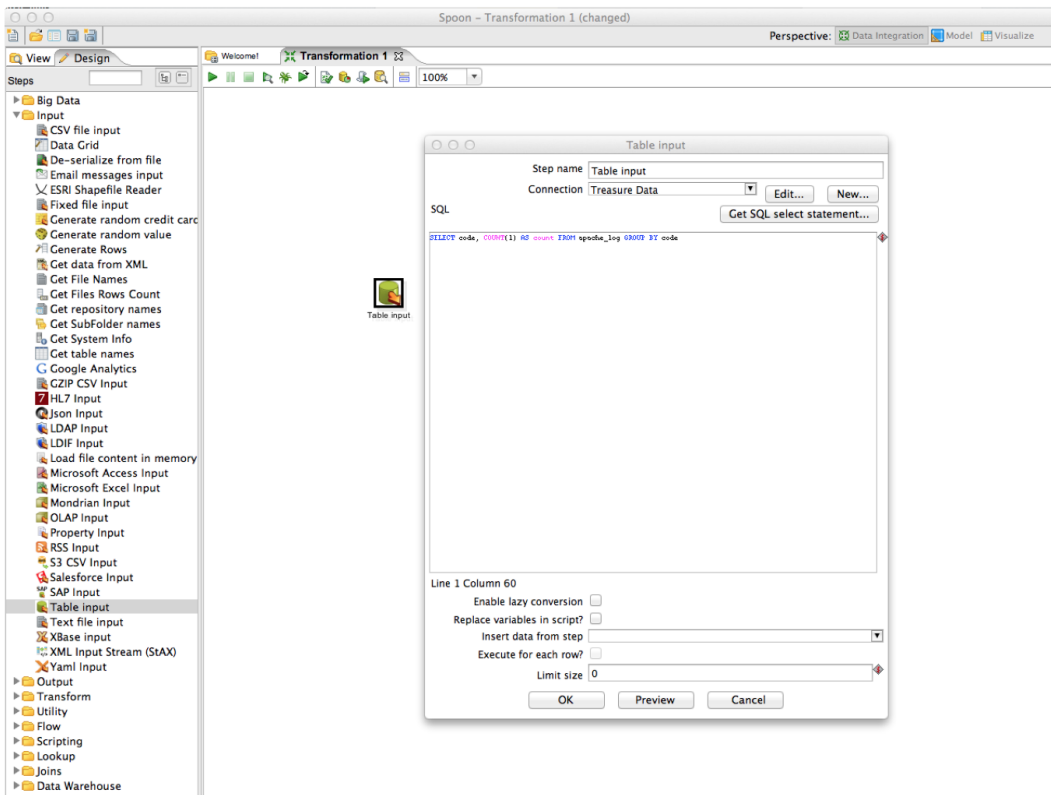 Spoon - Transformation 1 (changed)
Perspective: Data Integration Model Visualize
View Design
Welcome! Transformation 1
Steps
100%
Big Data
Input
CSV file input
Data Grid
De-serialize from file
Email messages input
ESRI Shapefile Reader
Fixed file input
Generate random credit card
Generate random value
Generate Rows
Get data from XML
Get File Names
Get Files Rows Count
Get repository names
Get SubFolder names
Get System Info
Get table names
Google Analytics
GZIP CSV Input
HL7 Input
Json Input
LDAP Input
LDIF Input
Load file content in memory
Microsoft Access Input
Microsoft Excel Input
Mondrian Input
OLAP Input
Property Input
RSS Input
S3 CSV Input
Salesforce Input
SAP Input
Table input
Text file input
XBase input
XML Input Stream (StAX)
Yaml Input
Output
Transform
Utility
Flow
Scripting
Lookup
Joins
Data Warehouse
Table input
Table input
Step name Table input
Connection Treasure Data Edit... New...
SQL Get SQL select statement...
SELECT code, COUNT(1) AS count FROM apache_log GROUP BY code
Line 1 Column 60
Enable lazy conversion
Replace variables in script?
Insert data from step
Execute for each row?
Limit size 0
OK Preview Cancel